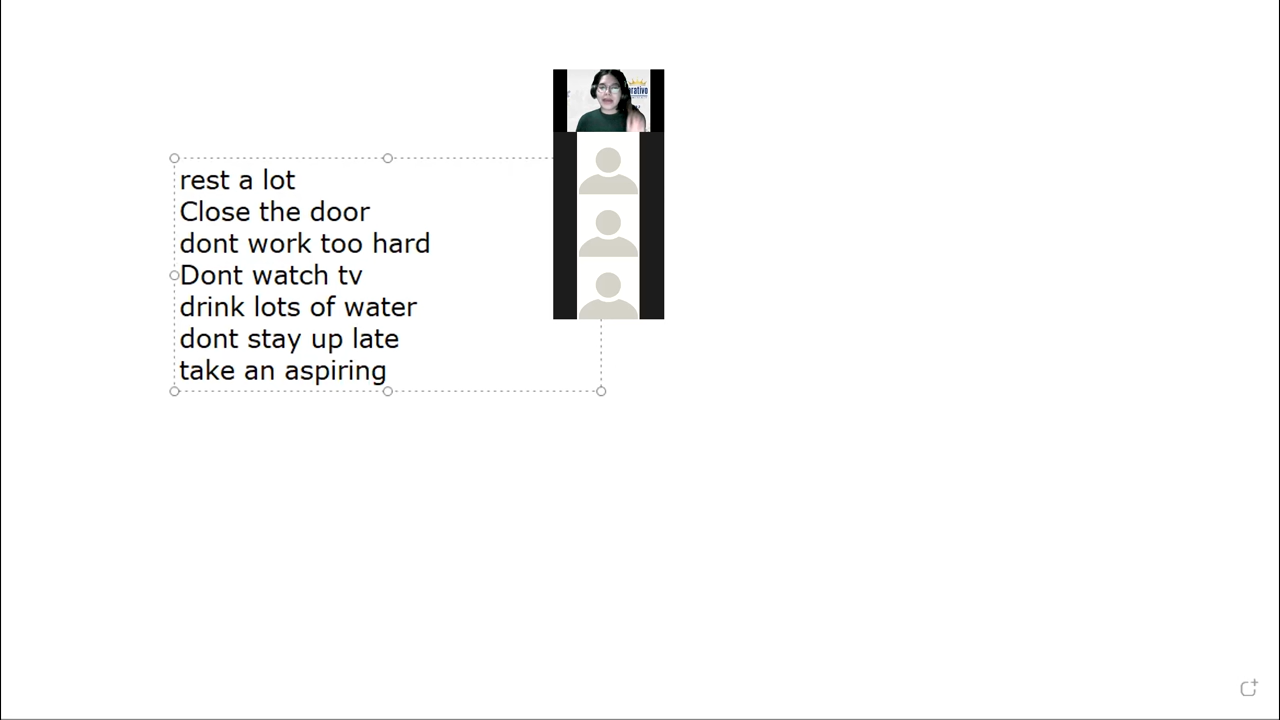 rest a lot
Close the door
dont work too hard
Dont watch tv
drink lots of water
dont stay up late
take an aspiring